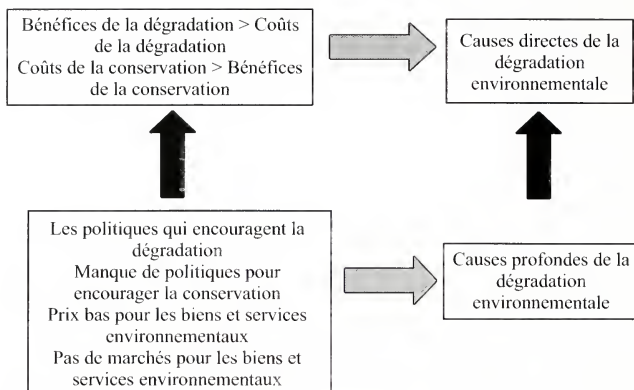 Bénéfices de la dégradation > Coûts
de la dégradation
Coûts de la conservation > Bénéfices
de la conservation
Causes directes de la
dégradation
environnementale
Les politiques qui encouragent la
dégradation
Manque de politiques pour
encourager la conservation
Prix bas pour les biens et services
environnementaux
Pas de marchés pour les biens et
services environnementaux
Causes profondes de la
dégradation
environnementale